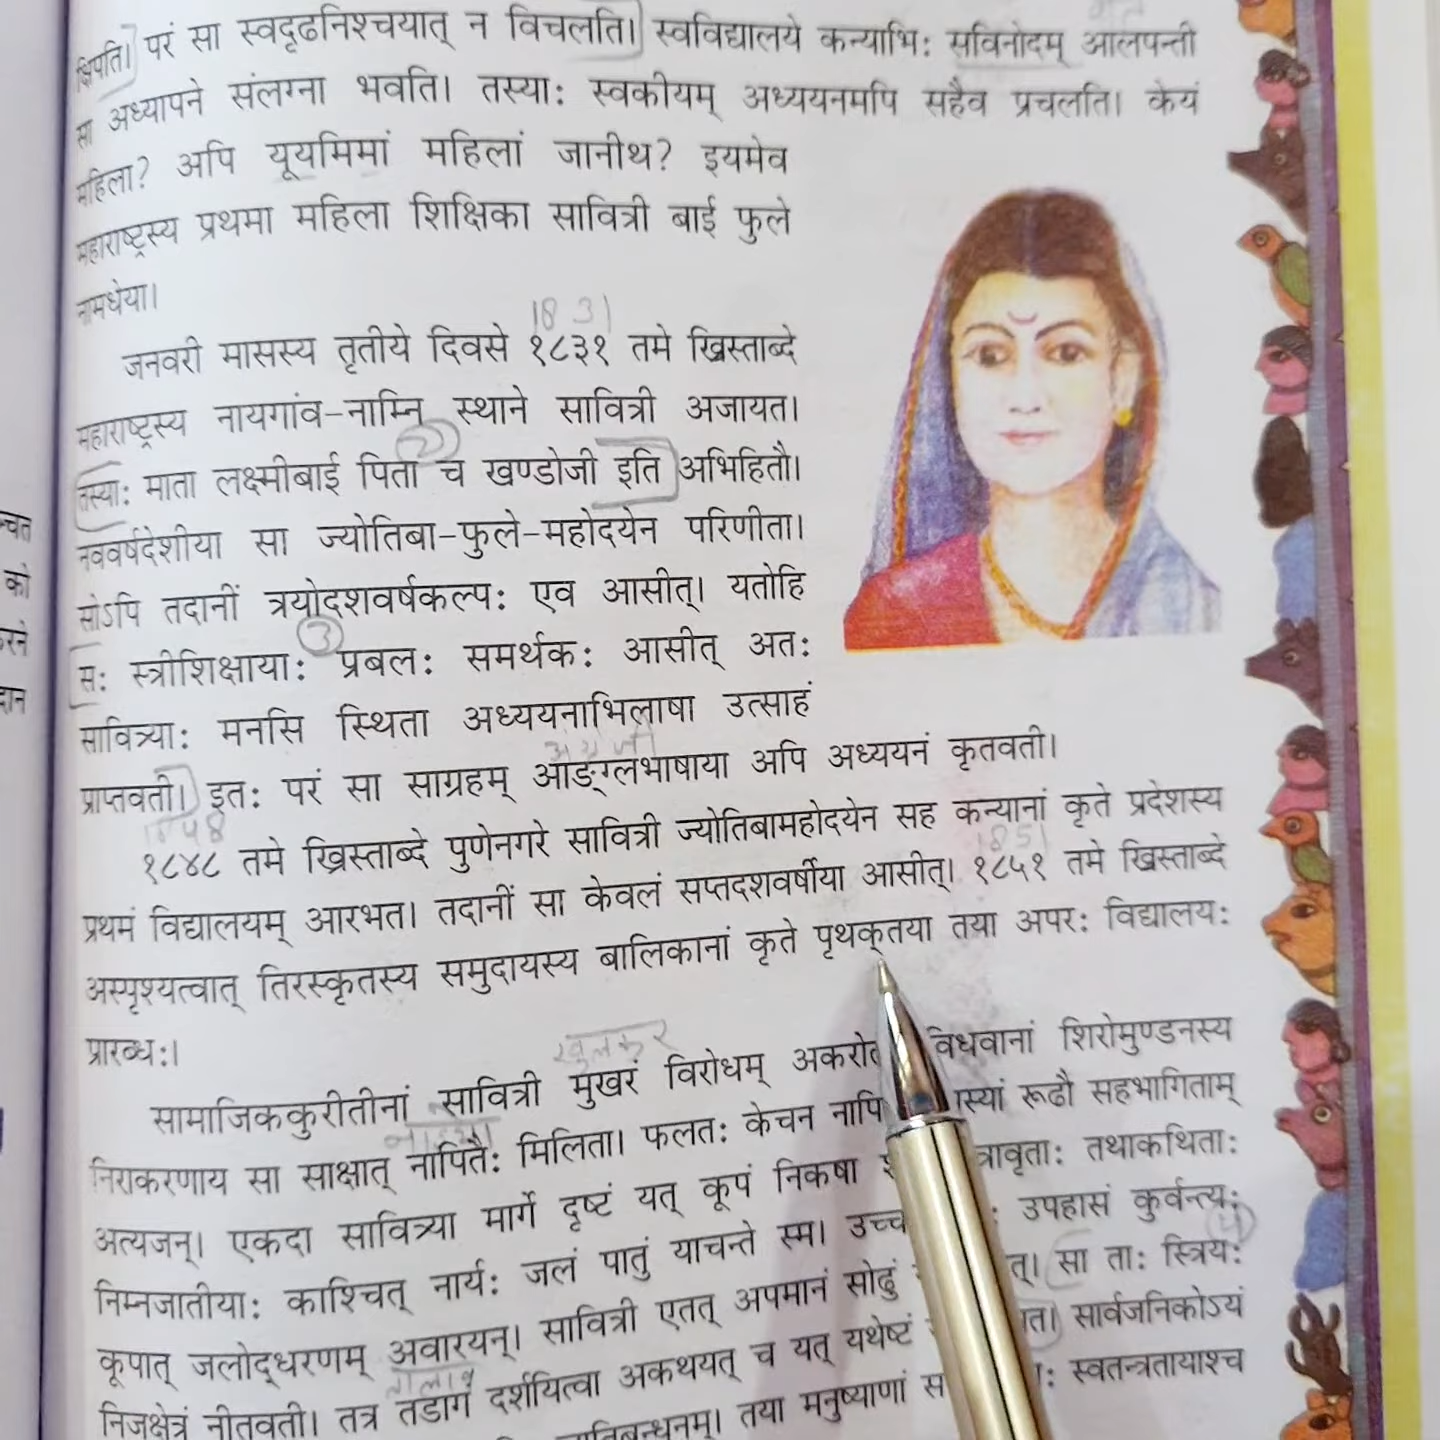 क्षिपति। परं सा स्वदृढनिश्चयात् न विचलति। स्वविद्यालये कन्याभिः सविनोदम् आलपन्ती
सा अध्यापने संलग्ना भवति। तस्याः स्वकीयम् अध्ययनमपि सहैव प्रचलति। केयं
महिला? अपि यूयमिमां महिलां जानीथ? इयमेव
महाराष्ट्रस्य प्रथमा महिला शिक्षिका सावित्री बाई फुले
नामधेया।
1831
जनवरी मासस्य तृतीये दिवसे १८३१ तमे ख्रिस्ताब्दे
महाराष्ट्रस्य नायगांव-नाम्नि स्थाने सावित्री अजायत।
2
तस्याः माता लक्ष्मीबाई पिता च खण्डोजी इति अभिहितौ।
नववर्षदेशीया सा ज्योतिबा-फुले-महोदयेन परिणीता।
सोऽपि तदानीं त्रयोदशवर्षकल्पः एव आसीत्। यतोहि
3
सः स्त्रीशिक्षायाः प्रबलः समर्थकः आसीत् अतः
सावित्र्याः मनसि स्थिता अध्ययनाभिलाषा उत्साहं
प्राप्तवती। इतः परं सा साग्रहम् आङ्ग्लभाषाया अपि अध्ययनं कृतवती।
1848
१८४८ तमे ख्रिस्ताब्दे पुणेनगरे सावित्री ज्योतिबामहोदयेन सह कन्यानां कृते प्रदेशस्य
1851
प्रथमं विद्यालयम् आरभत। तदानीं सा केवलं सप्तदशवर्षीया आसीत्। १८५१ तमे ख्रिस्ताब्दे
अस्पृश्यत्वात् तिरस्कृतस्य समुदायस्य बालिकानां कृते पृथक्तया तया अपरः विद्यालयः
प्रारब्धः।
खुलकर
सामाजिककुरीतीनां सावित्री मुखरं विरोधम् अकरोत् विधवानां शिरोमुण्डनस्य
निराकरणाय सा साक्षात् नापितैः मिलिता। फलतः केचन रूढौ सहभागिताम्
अत्यजन्। एकदा सावित्र्या मार्गे दृष्टं यत् कूपं निकषा तथाकथिताः
निम्नजातीयाः काश्चित् नार्यः जलं पातुं याचन्ते स्म। उपहासं कुर्वन्त्यः
4
कूपात् जलोद्धरणम् अवारयन्। सावित्री एतत् अपमानं सोढुं सा ताः स्त्रियः
तालाब
निजक्षेत्रं नीतवती। तत्र तडागं दर्शयित्वा अकथयत् च यत् यथेष्टं सार्वजनिकोऽयं
तया मनुष्याणां स्वतन्त्रतायाश्च